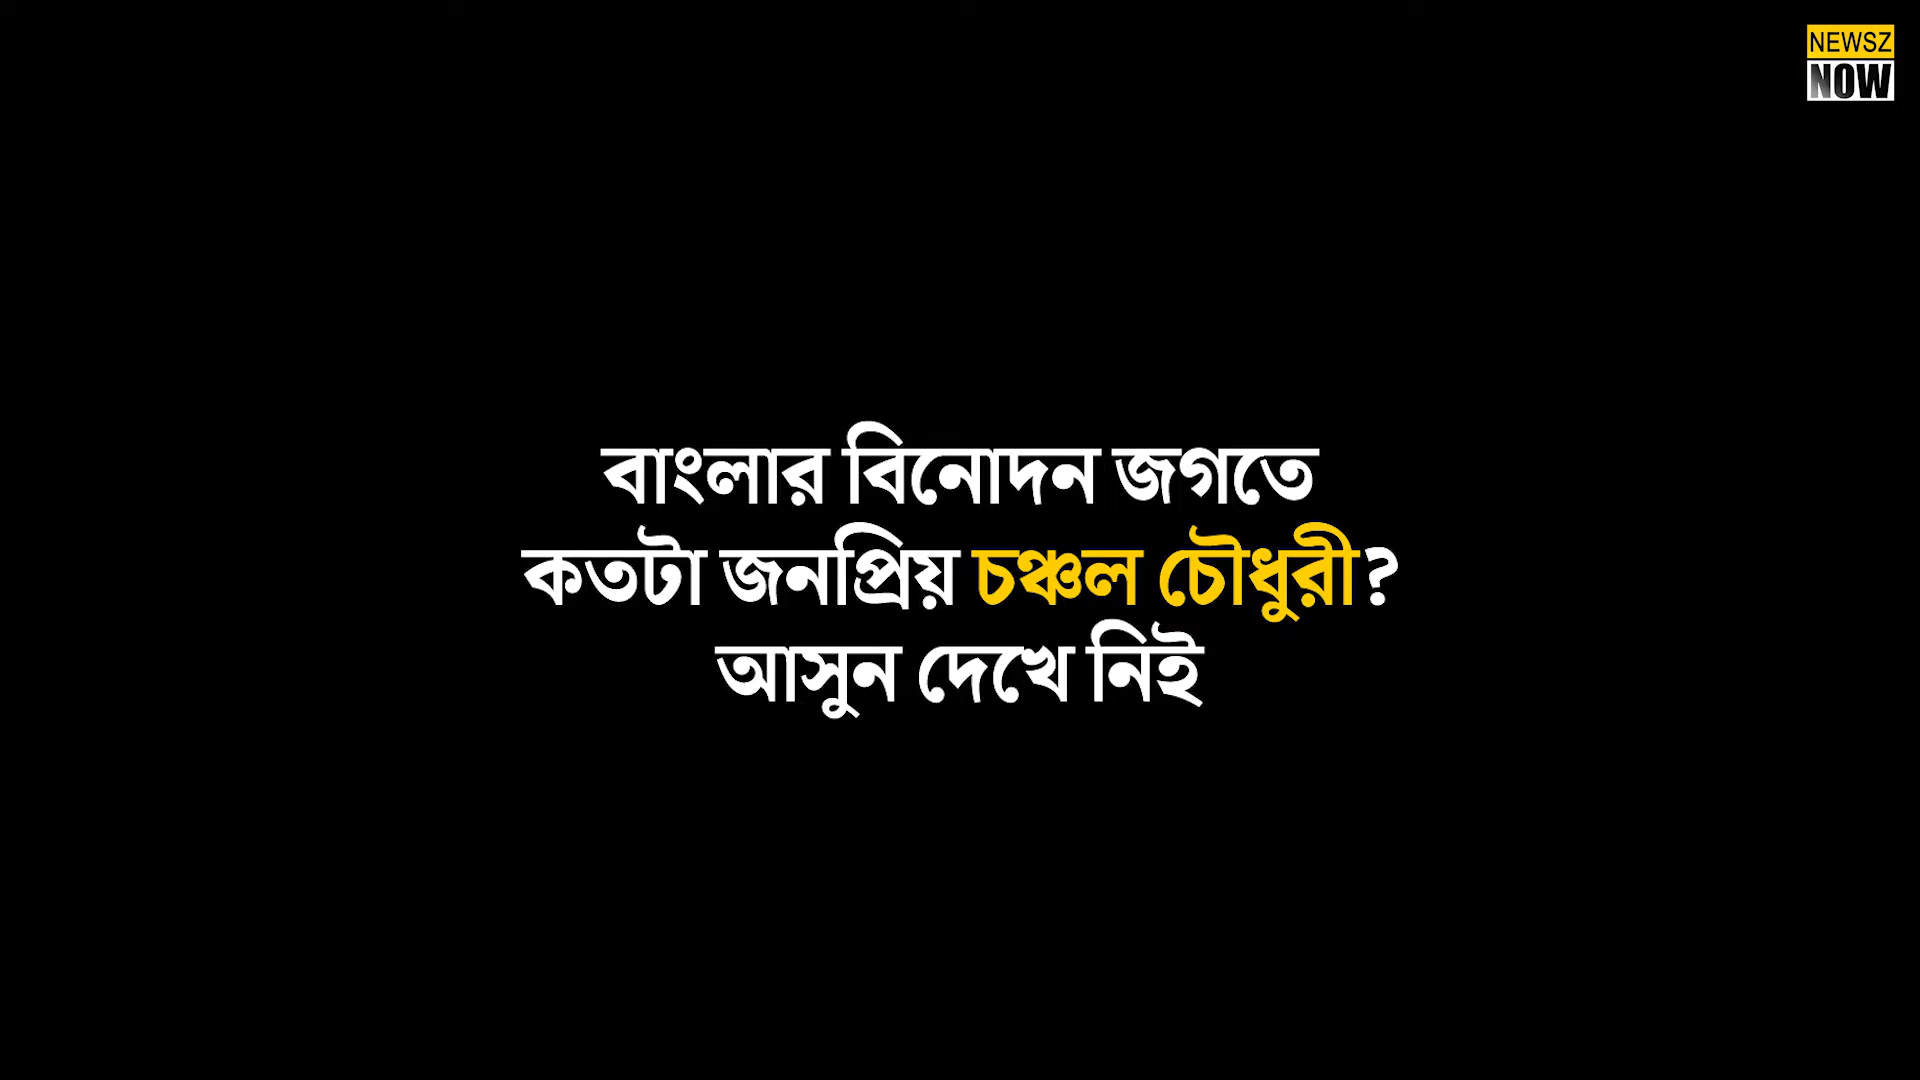 NEWSZ
NOW
বাংলার বিনোদন জগতে
কতটা জনপ্রিয় চঞ্চল চৌধুরী?
আসুন দেখে নিই